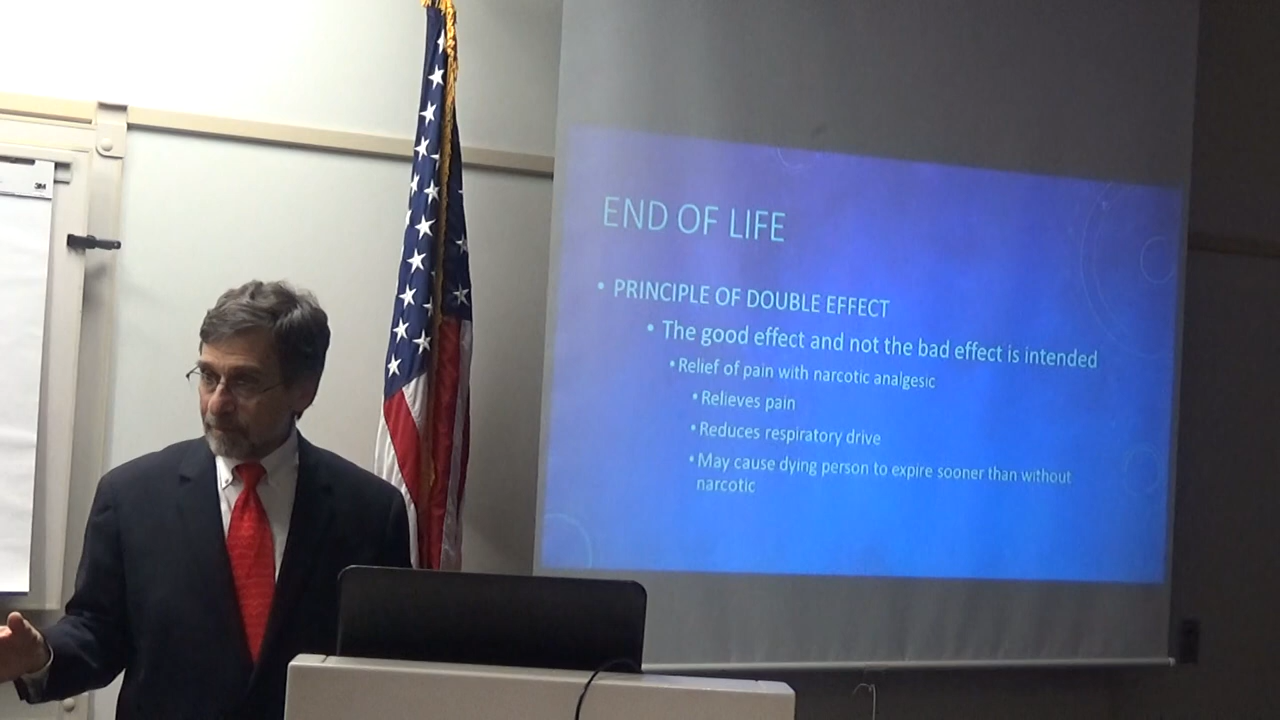 3M
END OF LIFE
• PRINCIPLE OF DOUBLE EFFECT
• The good effect and not the bad effect is intended
• Relief of pain with narcotic analgesic
• Relieves pain
• Reduces respiratory drive
• May cause dying person to expire sooner than without
narcotic